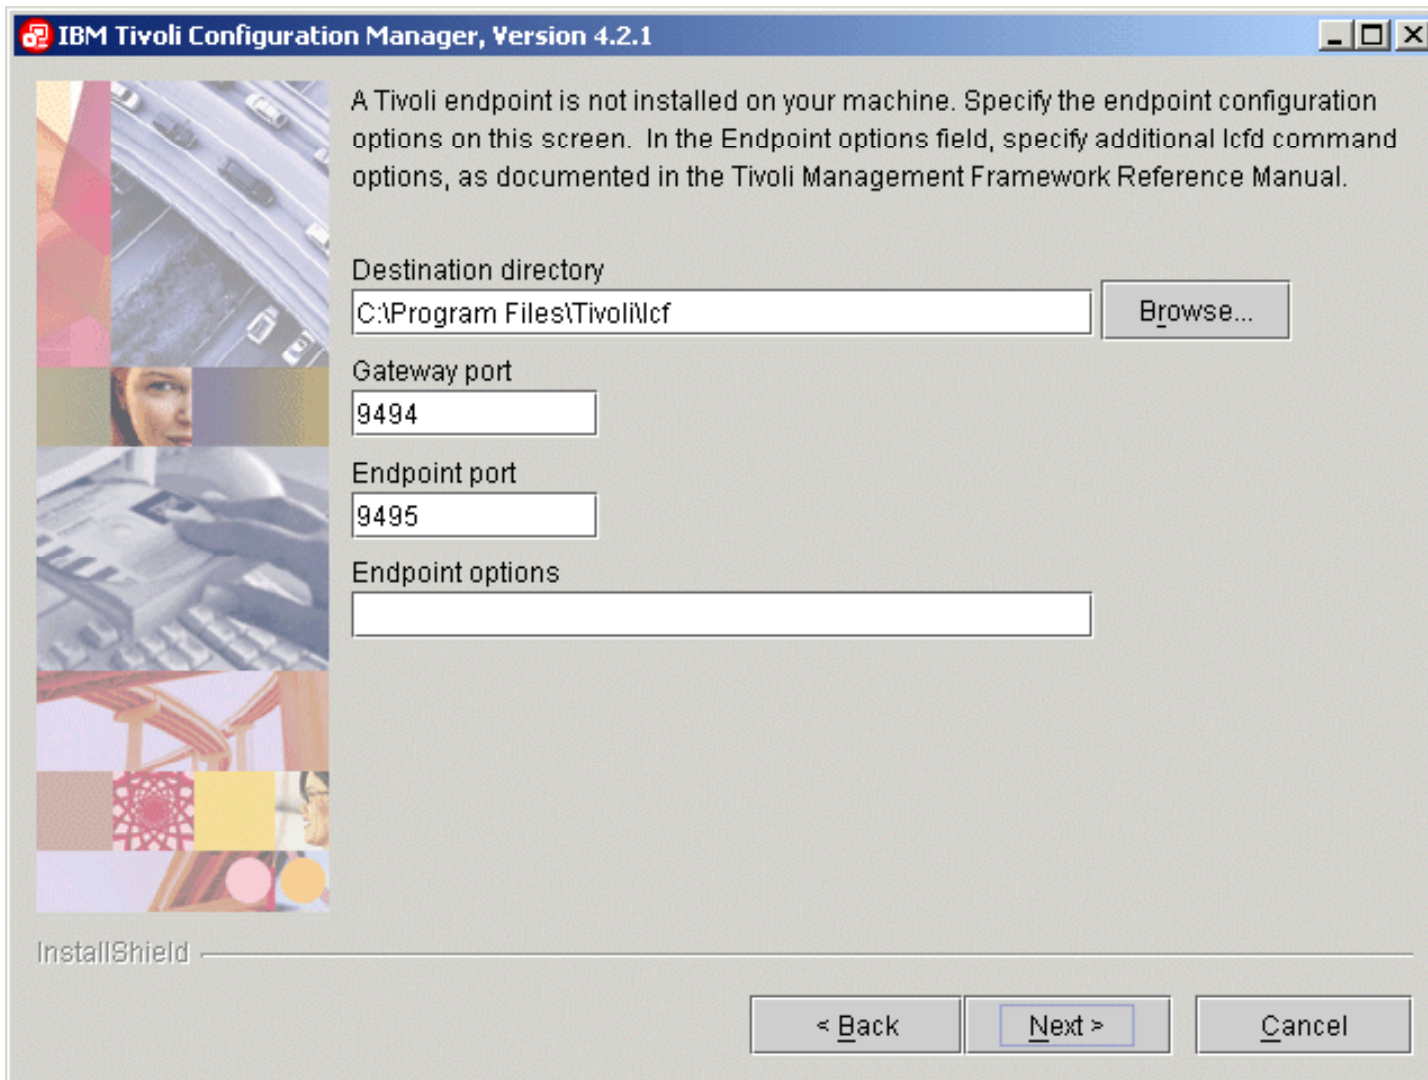 IBM Tivoli Configuration Manager, Version 4.2.1
A Tivoli endpoint is not installed on your machine. Specify the endpoint configuration
options on this screen.  In the Endpoint options field, specify additional lcfd command
options, as documented in the Tivoli Management Framework Reference Manual.
Destination directory
C:\Program Files\Tivoli\lcf
Browse...
Gateway port
9494
Endpoint port
9495
Endpoint options
InstallShield
< Back
Next >
Cancel